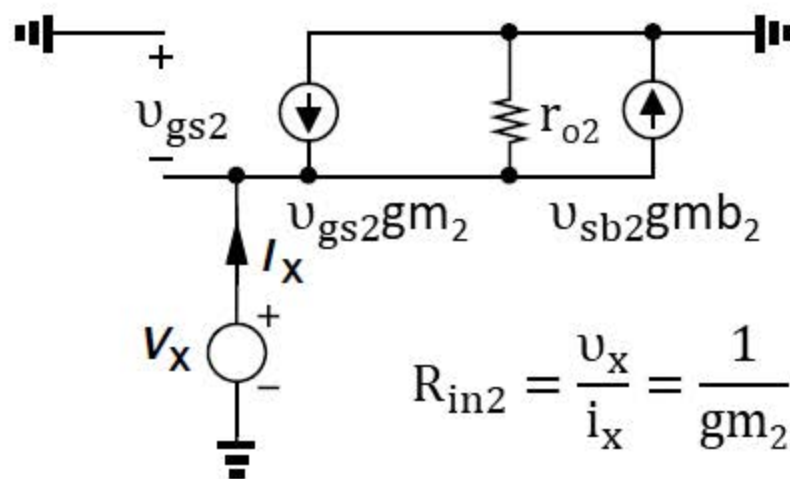 +
υgs2
−
ro2
υgs2gm2
υsb2gmb2
Ix
Vx
+
−
Rin2 = υx / ix = 1 / gm2